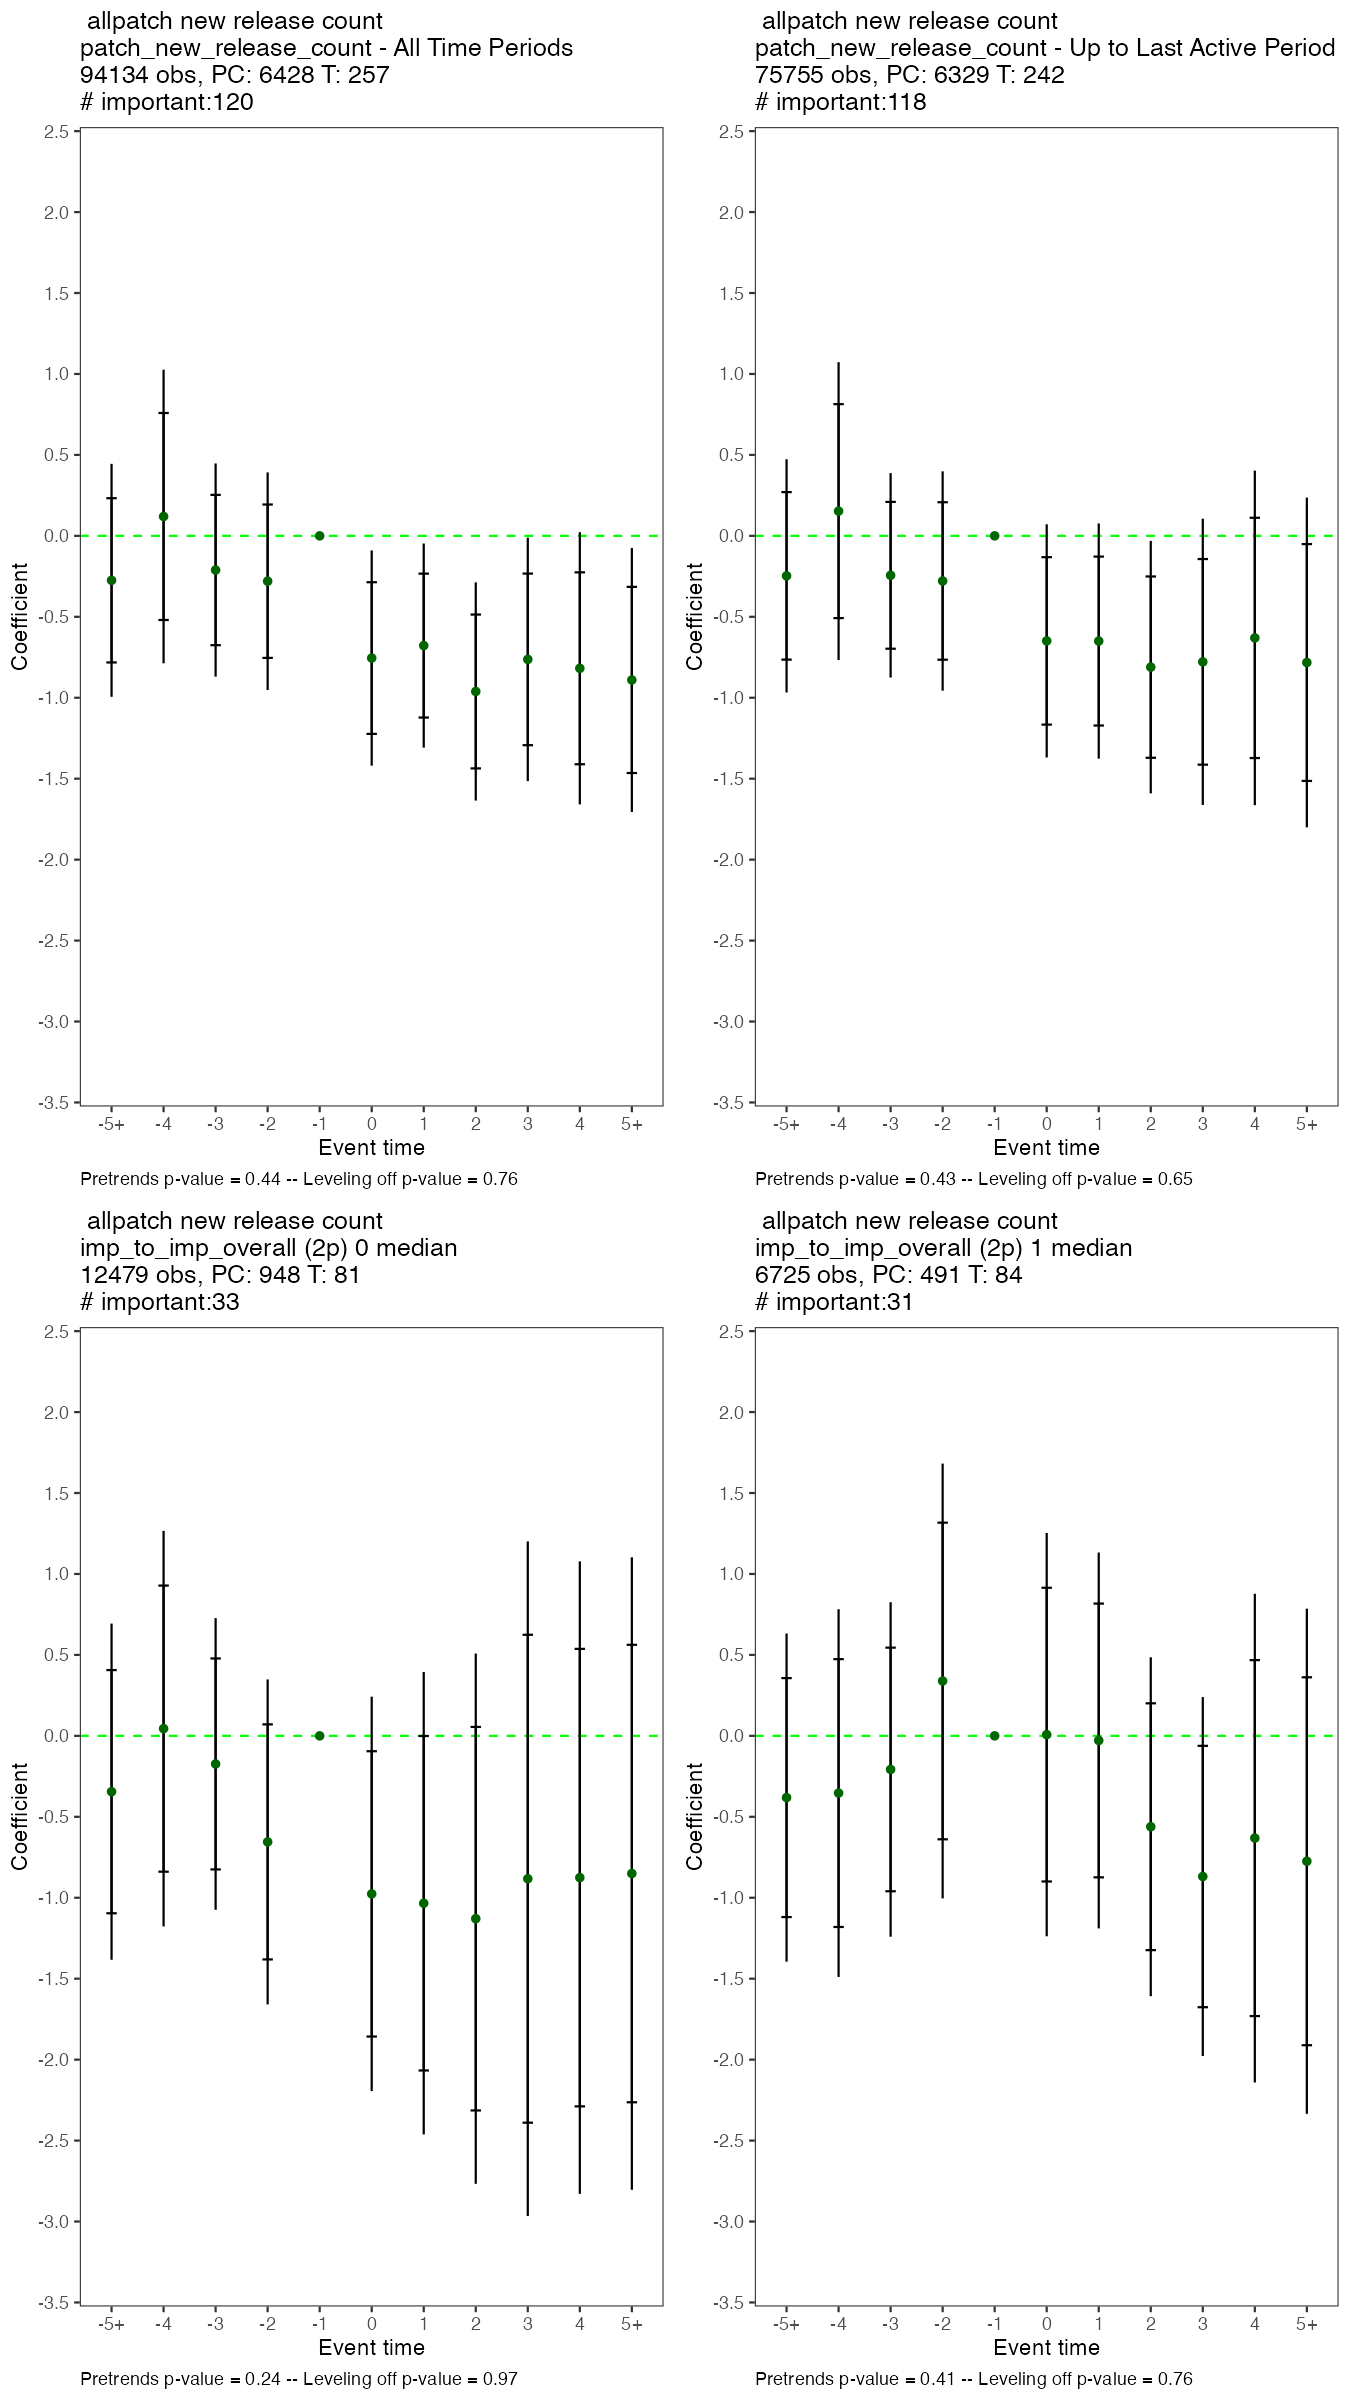 allpatch new release count
patch_new_release_count - All Time Periods
94134 obs, PC: 6428 T: 257
# important:120
2.5
2.0
1.5
1.0
0.5
0.0
-0.5
-1.0
-1.5
-2.0
-2.5
-3.0
-3.5
Coefficient
-5+ -4 -3 -2 -1 0 1 2 3 4 5+
Event time
Pretrends p-value = 0.44 -- Leveling off p-value = 0.76
allpatch new release count
patch_new_release_count - Up to Last Active Period
75755 obs, PC: 6329 T: 242
# important:118
2.5
2.0
1.5
1.0
0.5
0.0
-0.5
-1.0
-1.5
-2.0
-2.5
-3.0
-3.5
Coefficient
-5+ -4 -3 -2 -1 0 1 2 3 4 5+
Event time
Pretrends p-value = 0.43 -- Leveling off p-value = 0.65
allpatch new release count
imp_to_imp_overall (2p) 0 median
12479 obs, PC: 948 T: 81
# important:33
2.5
2.0
1.5
1.0
0.5
0.0
-0.5
-1.0
-1.5
-2.0
-2.5
-3.0
-3.5
Coefficient
-5+ -4 -3 -2 -1 0 1 2 3 4 5+
Event time
Pretrends p-value = 0.24 -- Leveling off p-value = 0.97
allpatch new release count
imp_to_imp_overall (2p) 1 median
6725 obs, PC: 491 T: 84
# important:31
2.5
2.0
1.5
1.0
0.5
0.0
-0.5
-1.0
-1.5
-2.0
-2.5
-3.0
-3.5
Coefficient
-5+ -4 -3 -2 -1 0 1 2 3 4 5+
Event time
Pretrends p-value = 0.41 -- Leveling off p-value = 0.76